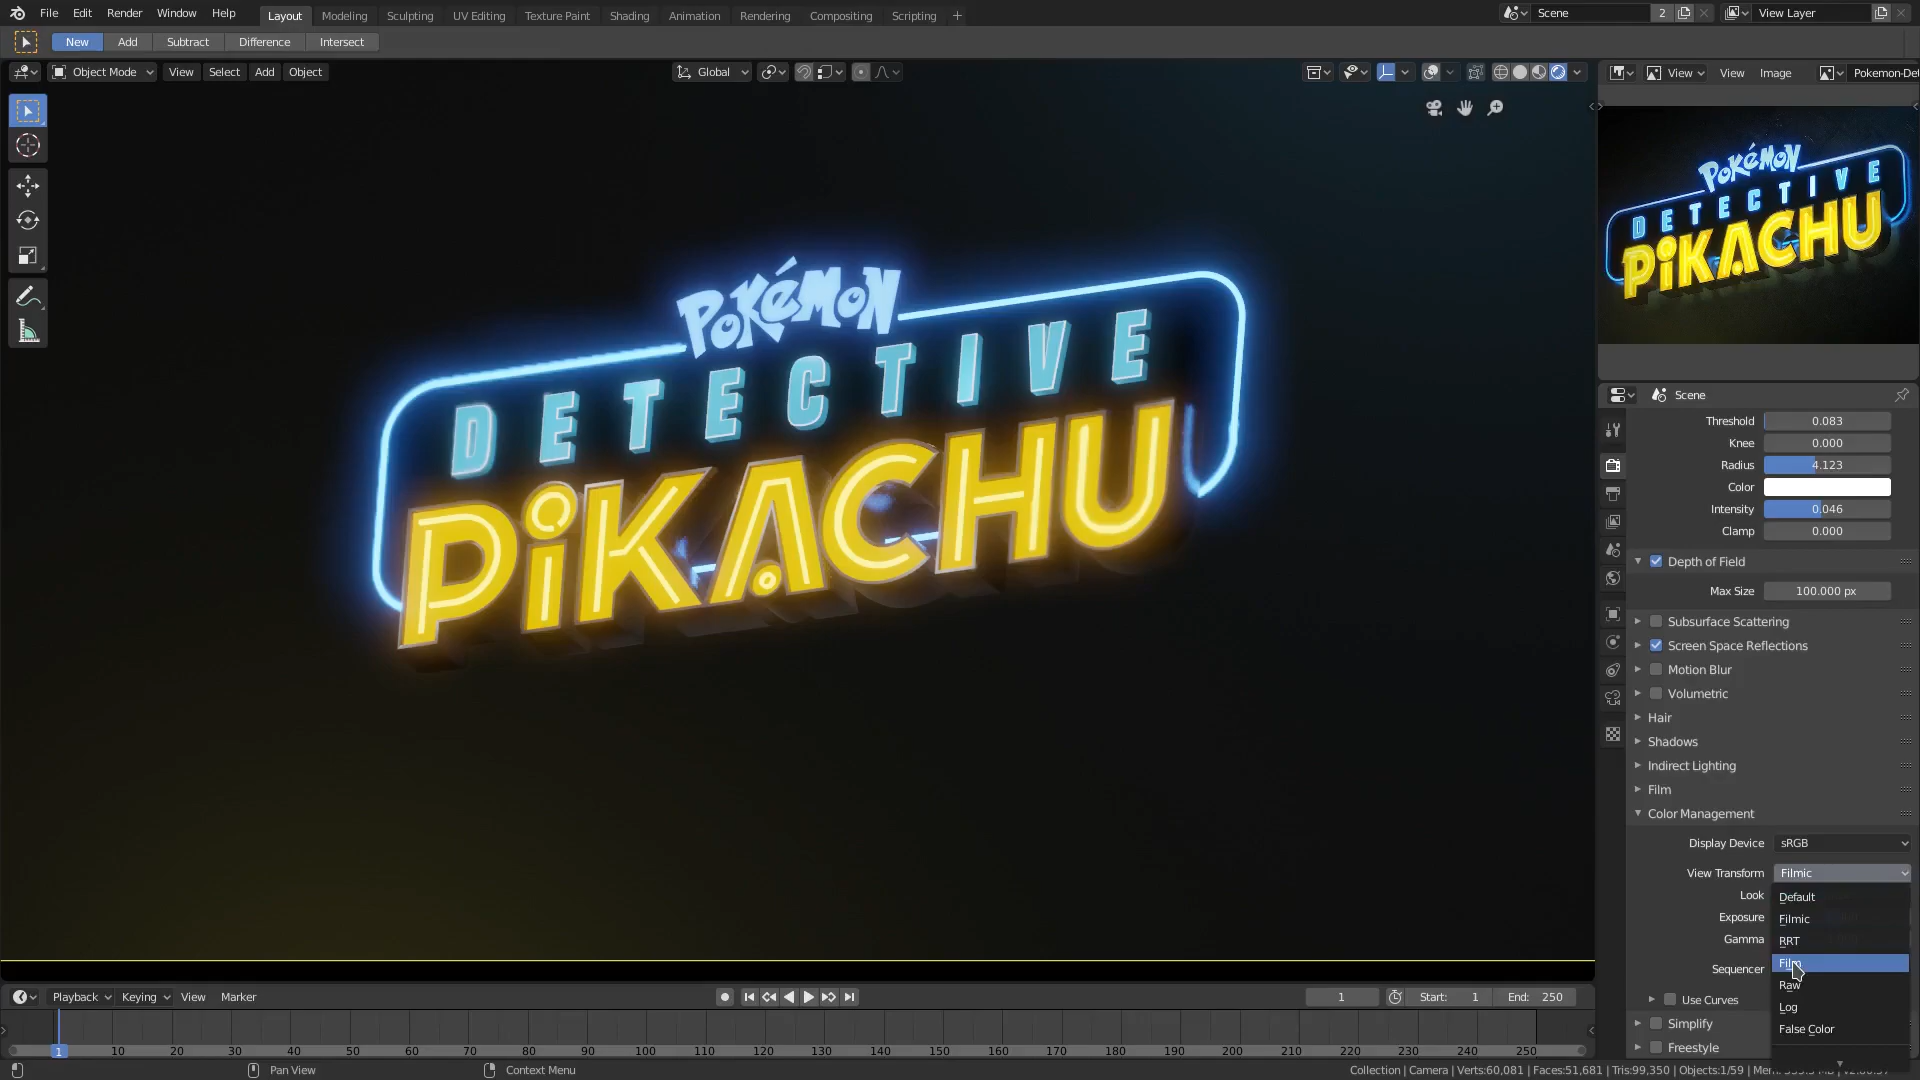 File Edit Render Window Help Layout Modeling Sculpting UV Editing Texture Paint Shading Animation Rendering Compositing Scripting + Scene 2 View Layer
New Add Subtract Difference Intersect
Object Mode View Select Add Object Global View View Image Pokemon-De
Pokémon
DETECTIVE
PiKACHU
Pokémon
DETECTIVE
PiKACHU
Scene
Threshold 0.083
Knee 0.000
Radius 4.123
Color
Intensity 0.046
Clamp 0.000
Depth of Field
Max Size 100.000 px
Subsurface Scattering
Screen Space Reflections
Motion Blur
Volumetric
Hair
Shadows
Indirect Lighting
Film
Color Management
Display Device sRGB
View Transform Filmic
Look Default
Exposure Filmic
Gamma RRT
Sequencer Film
Raw
Use Curves Log
Simplify False Color
Freestyle
Playback Keying View Marker 1 Start: 1 End: 250
1 10 20 30 40 50 60 70 80 90 100 110 120 130 140 150 160 170 180 190 200 210 220 230 240 250
Pan View Context Menu Collection | Camera | Verts:60,081 | Faces:51,681 | Tris:99,350 | Objects:1/59 | Mem: